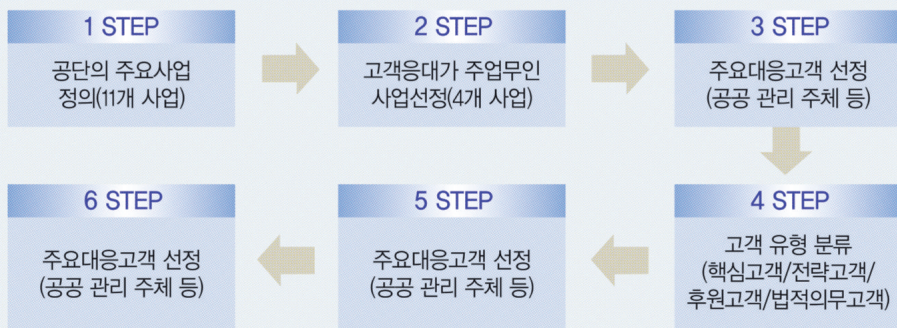 1 STEP
공단의 주요사업
정의(11개 사업)
2 STEP
고객응대가 주업무인
사업선정(4개 사업)
3 STEP
주요대응고객 선정
(공공 관리 주체 등)
4 STEP
고객 유형 분류
(핵심고객/전략고객/
후원고객/법적의무고객)
5 STEP
주요대응고객 선정
(공공 관리 주체 등)
6 STEP
주요대응고객 선정
(공공 관리 주체 등)